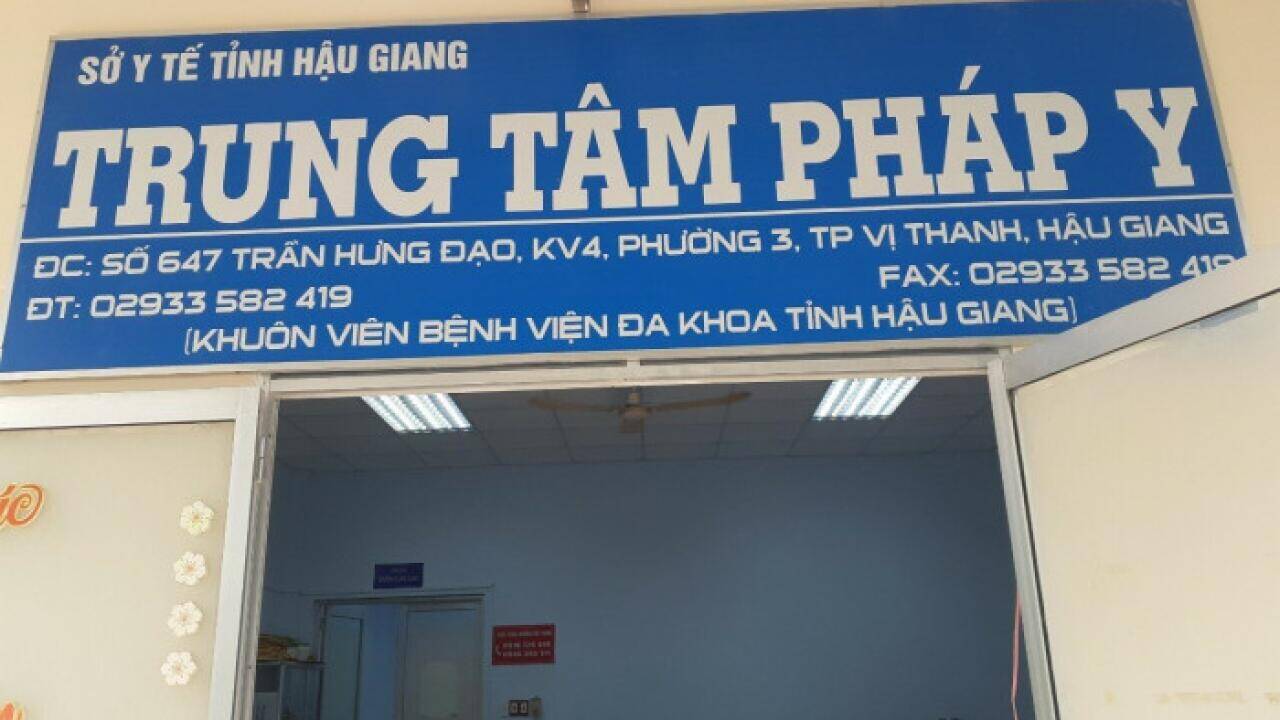 SỞ Y TẾ TỈNH HẬU GIANG
TRUNG TÂM PHÁP Y
ĐC: SỐ 647 TRẦN HƯNG ĐẠO, KV4, PHƯỜNG 3, TP VỊ THANH, HẬU GIANG
ĐT: 02933 582 419 FAX: 02933 582 419
(KHUÔN VIÊN BỆNH VIỆN ĐA KHOA TỈNH HẬU GIANG)